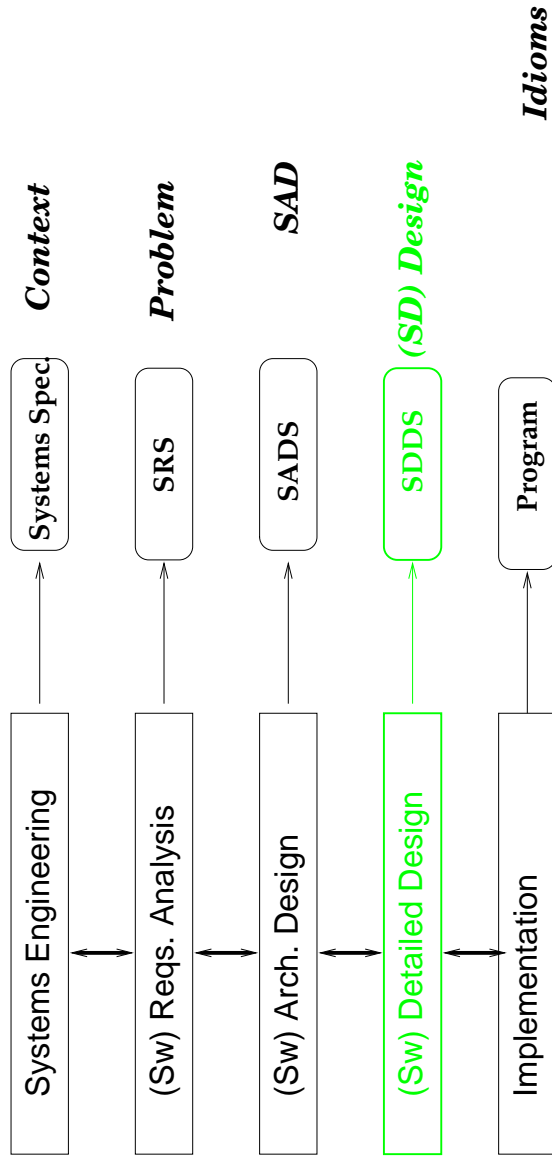 Systems Engineering
Systems Spec.
Context
(Sw) Reqs. Analysis
SRS
Problem
(Sw) Arch. Design
SADS
SAD
(Sw) Detailed Design
SDDS
(SD) Design
Implementation
Program
Idioms